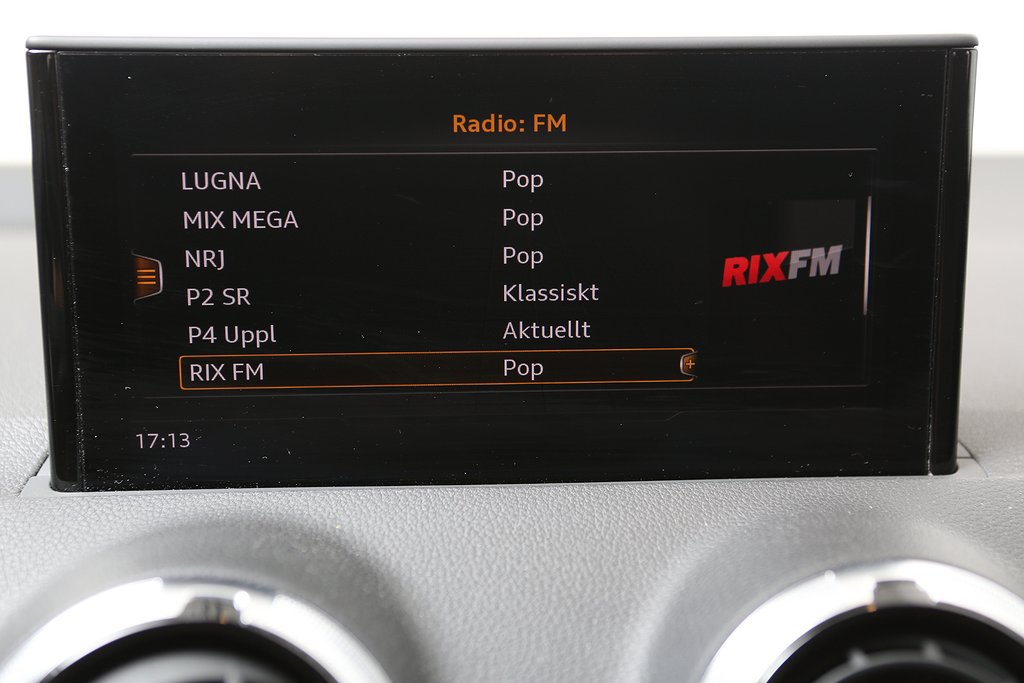 Radio: FM
LUGNA Pop
MIX MEGA Pop
NRJ Pop
P2 SR Klassiskt
P4 Uppl Aktuellt
RIX FM Pop
RIXFM
17:13